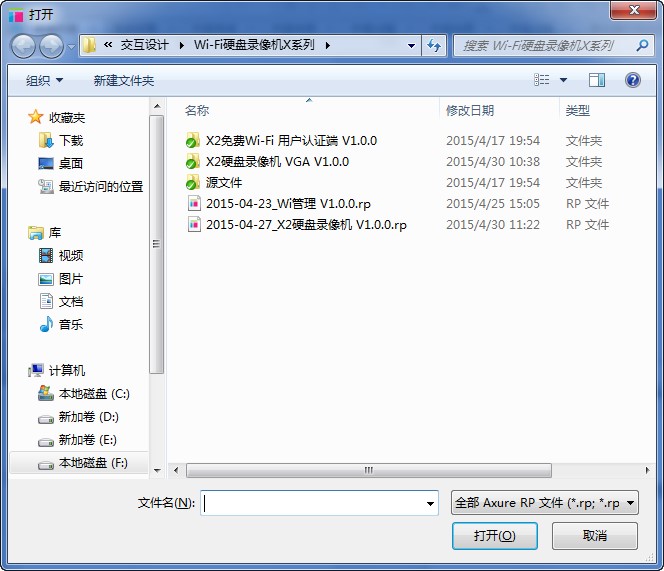 打开
« 交互设计 Wi-Fi硬盘录像机X系列
搜索 Wi-Fi硬盘录像机X系列
组织 新建文件夹
名称 修改日期 类型
收藏夹
下载
桌面
最近访问的位置
库
视频
图片
文档
音乐
计算机
本地磁盘 (C:)
新加卷 (D:)
新加卷 (E:)
本地磁盘 (F:)
X2免费Wi-Fi 用户认证端 V1.0.0 2015/4/17 19:54 文件夹
X2硬盘录像机 VGA V1.0.0 2015/4/30 10:38 文件夹
源文件 2015/4/17 19:54 文件夹
2015-04-23_Wi管理 V1.0.0.rp 2015/4/25 15:05 RP 文件
2015-04-27_X2硬盘录像机 V1.0.0.rp 2015/4/30 11:22 RP 文件
文件名(N):
全部 Axure RP 文件 (*.rp; *.rp
打开(O) 取消